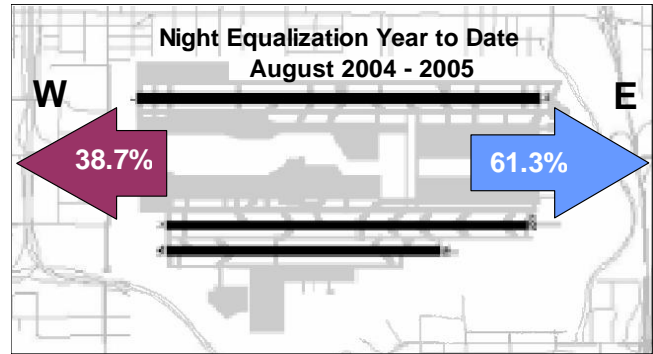 Night Equalization Year to Date
August 2004 - 2005
W
E
38.7%
61.3%